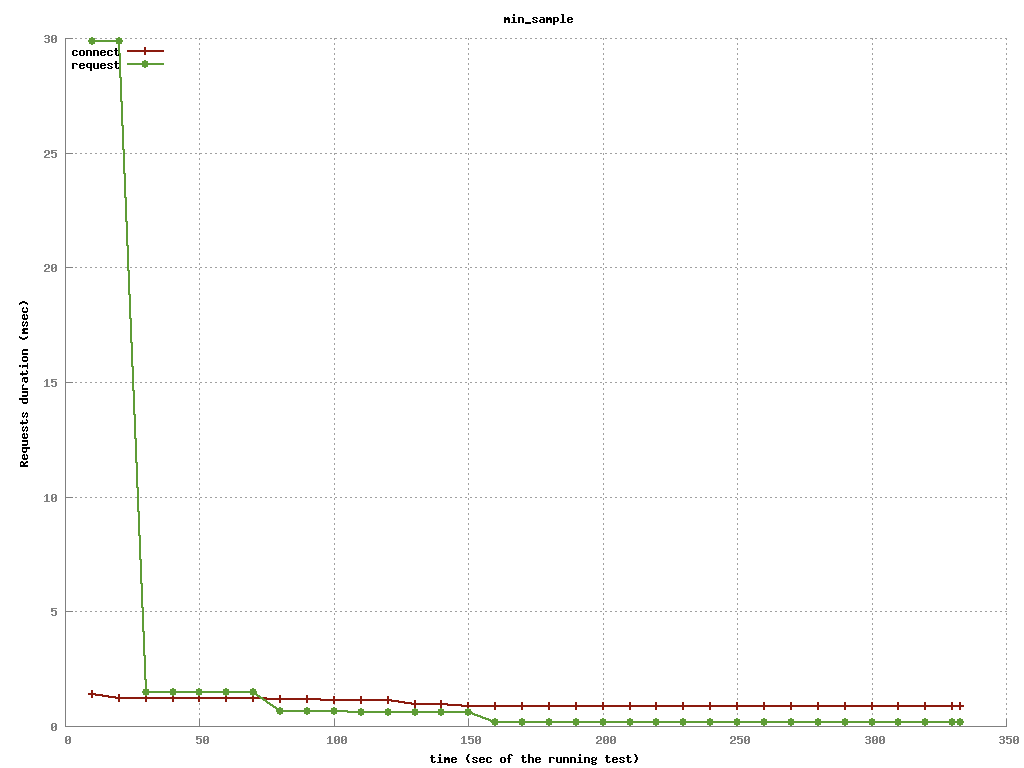 min_sample
30
connect
request
25
20
15
10
5
0
Requests duration (msec)
0 50 100 150 200 250 300 350
time (sec of the running test)